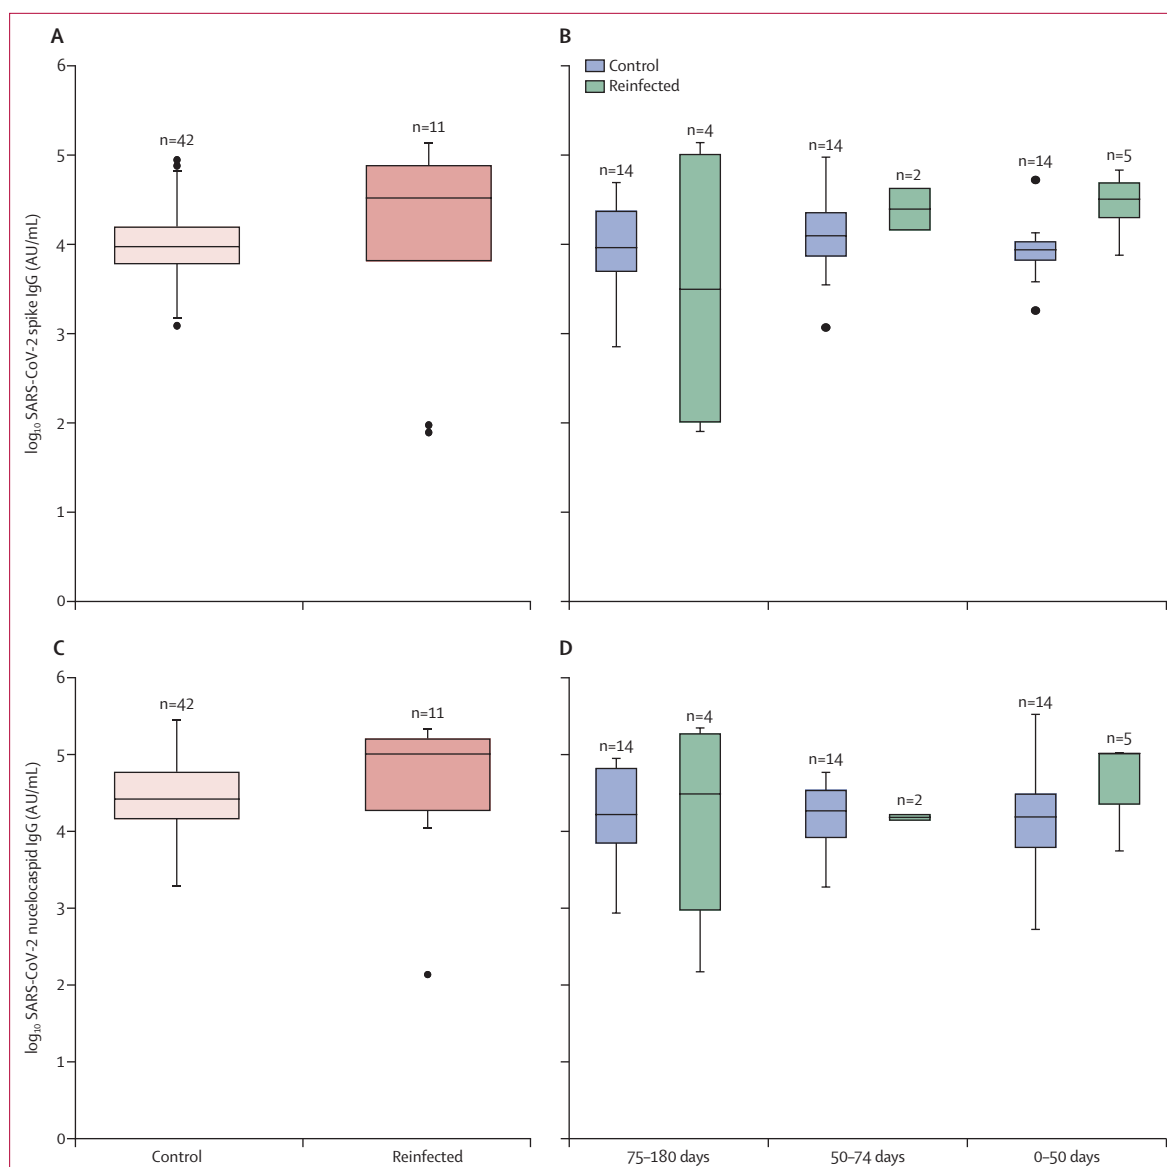 A
B
Control
Reinfected
6
5
4
3
2
1
0
log₁₀ SARS-CoV-2 spike IgG (AU/mL)
n=42
n=11
n=14
n=4
n=14
n=2
n=14
n=5
C
D
6
5
4
3
2
1
0
log₁₀ SARS-CoV-2 nucelocaspid IgG (AU/mL)
n=42
n=11
n=14
n=4
n=14
n=2
n=14
n=5
Control
Reinfected
75–180 days
50–74 days
0–50 days